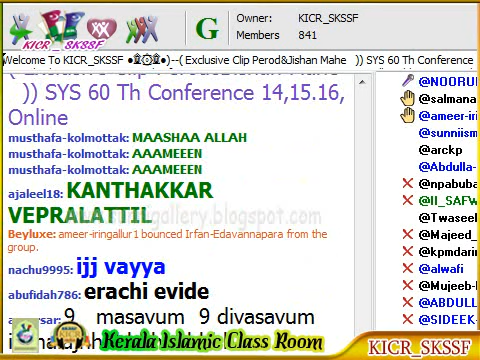 KICR_ SKSSF
G
Owner: KICR_SKSSF
Members 841
Welcome To KICR_SKSSF •۩۞۩•)--( Exclusive Clip Perod&Jishan Mahe )) SYS 60 Th Conference
)) SYS 60 Th Conference 14,15.16,
Online
musthafa-kolmottak: MAASHAA ALLAH
musthafa-kolmottak: AAAMEEEN
musthafa-kolmottak: AAAMEEEN
ajaleel18: KANTHAKKAR
VEPRALATTIL
Beyluxe: ameer-iringallur1 bounced Irfan-Edavannapara from the
group.
nachu9995: ijj vayya
abufidah786: erachi evide
9 masavum 9 divasavum
@NOORU
@salmana
@ameer-iri
@sunniism
@arckp
@Abdulla-
@npabuba
@II_SAFW
@Twaseel
@Majeed_
@kpmdarim
@alwafi
@Mujeeb-
@ABDULL
@SIDEEK-
Kerala Islamic Class Room
KICR_SKSSF